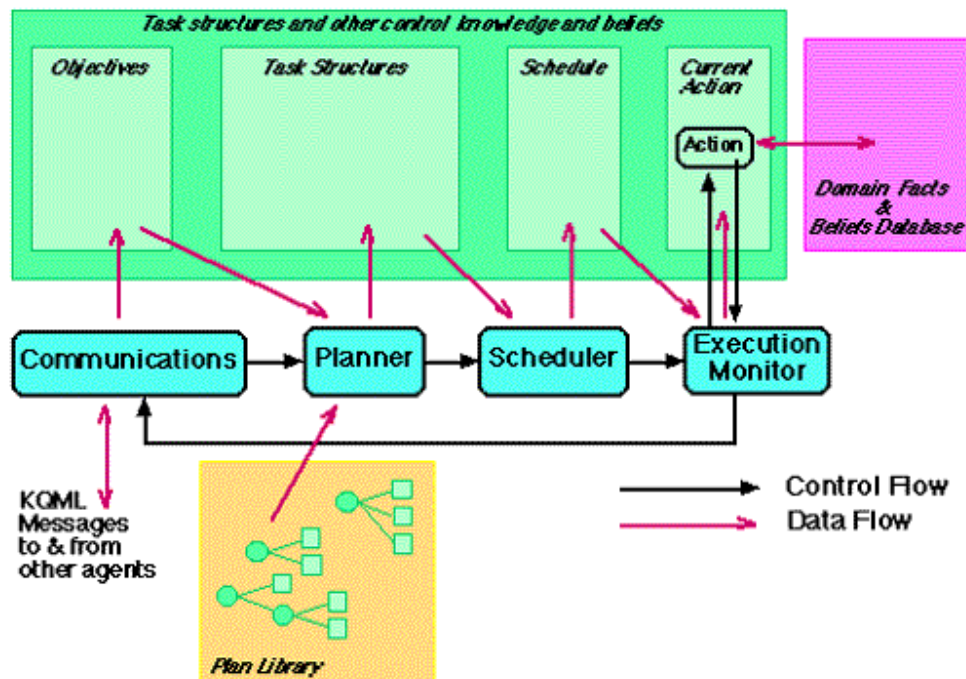 Task structures and other control knowledge and beliefs
Objectives
Task Structures
Schedule
Current
Action
Action
Domain Facts
&
Beliefs Database
Communications
Planner
Scheduler
Execution
Monitor
KQML
Messages
to & from
other agents
Control Flow
Data Flow
Plan Library